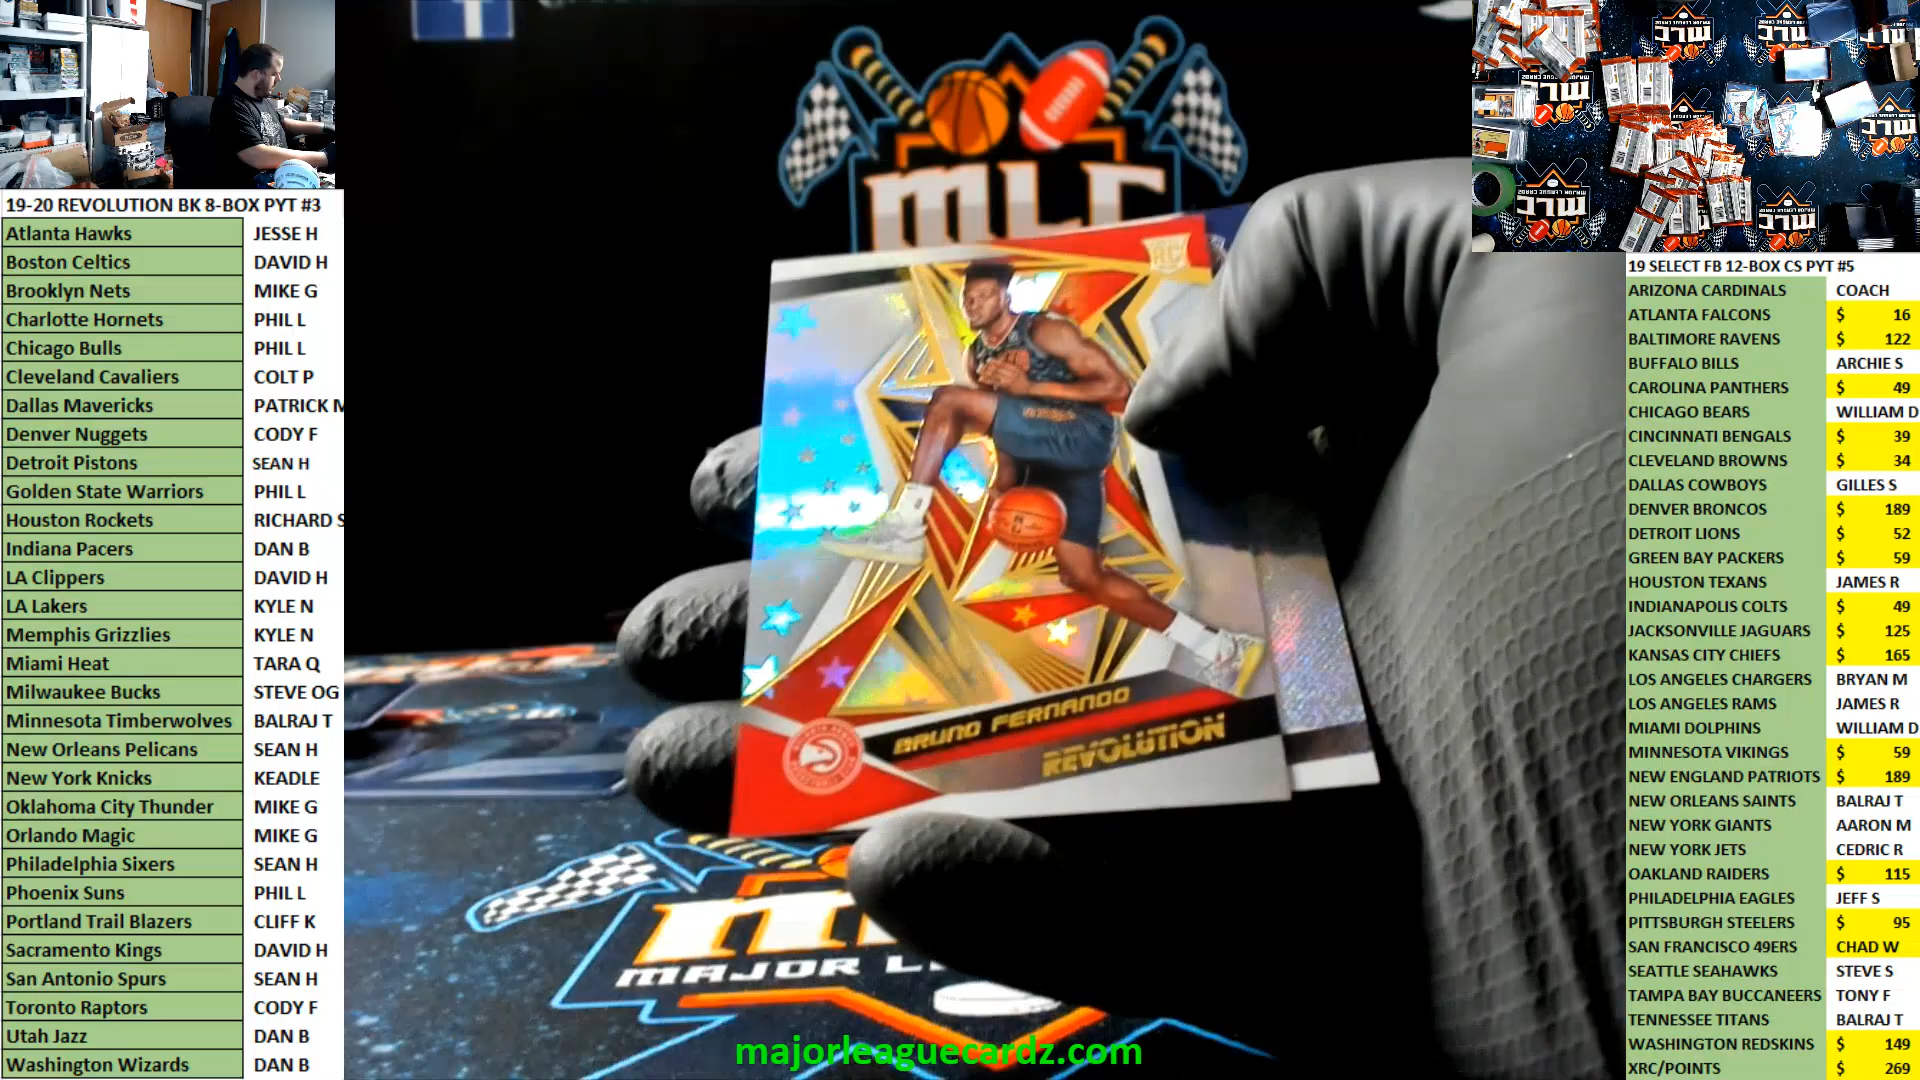 19-20 REVOLUTION BK 8-BOX PYT #3
Atlanta Hawks JESSE H
Boston Celtics DAVID H
Brooklyn Nets MIKE G
Charlotte Hornets PHIL L
Chicago Bulls PHIL L
Cleveland Cavaliers COLT P
Dallas Mavericks PATRICK M
Denver Nuggets CODY F
Detroit Pistons SEAN H
Golden State Warriors PHIL L
Houston Rockets RICHARD S
Indiana Pacers DAN B
LA Clippers DAVID H
LA Lakers KYLE N
Memphis Grizzlies KYLE N
Miami Heat TARA Q
Milwaukee Bucks STEVE OG
Minnesota Timberwolves BALRAJ T
New Orleans Pelicans SEAN H
New York Knicks KEADLE
Oklahoma City Thunder MIKE G
Orlando Magic MIKE G
Philadelphia Sixers SEAN H
Phoenix Suns PHIL L
Portland Trail Blazers CLIFF K
Sacramento Kings DAVID H
San Antonio Spurs SEAN H
Toronto Raptors CODY F
Utah Jazz DAN B
Washington Wizards DAN B
MLC
RC
BRUNO FERNANDO
REVOLUTION
MAJOR L
majorleaguecardz.com
19 SELECT FB 12-BOX CS PYT #5
ARIZONA CARDINALS COACH
ATLANTA FALCONS $ 16
BALTIMORE RAVENS $ 122
BUFFALO BILLS ARCHIE S
CAROLINA PANTHERS $ 49
CHICAGO BEARS WILLIAM D
CINCINNATI BENGALS $ 39
CLEVELAND BROWNS $ 34
DALLAS COWBOYS GILLES S
DENVER BRONCOS $ 189
DETROIT LIONS $ 52
GREEN BAY PACKERS $ 59
HOUSTON TEXANS JAMES R
INDIANAPOLIS COLTS $ 49
JACKSONVILLE JAGUARS $ 125
KANSAS CITY CHIEFS $ 165
LOS ANGELES CHARGERS BRYAN M
LOS ANGELES RAMS JAMES R
MIAMI DOLPHINS WILLIAM D
MINNESOTA VIKINGS $ 59
NEW ENGLAND PATRIOTS $ 189
NEW ORLEANS SAINTS BALRAJ T
NEW YORK GIANTS AARON M
NEW YORK JETS CEDRIC R
OAKLAND RAIDERS $ 115
PHILADELPHIA EAGLES JEFF S
PITTSBURGH STEELERS $ 95
SAN FRANCISCO 49ERS CHAD W
SEATTLE SEAHAWKS STEVE S
TAMPA BAY BUCCANEERS TONY F
TENNESSEE TITANS BALRAJ T
WASHINGTON REDSKINS $ 149
XRC/POINTS $ 269